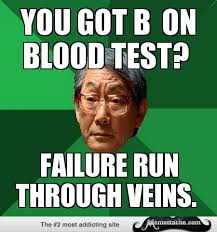 YOU GOT B ON
BLOOD TEST?
FAILURE RUN
THROUGH VEINS.
The #2 most addicting site
Memestache.com